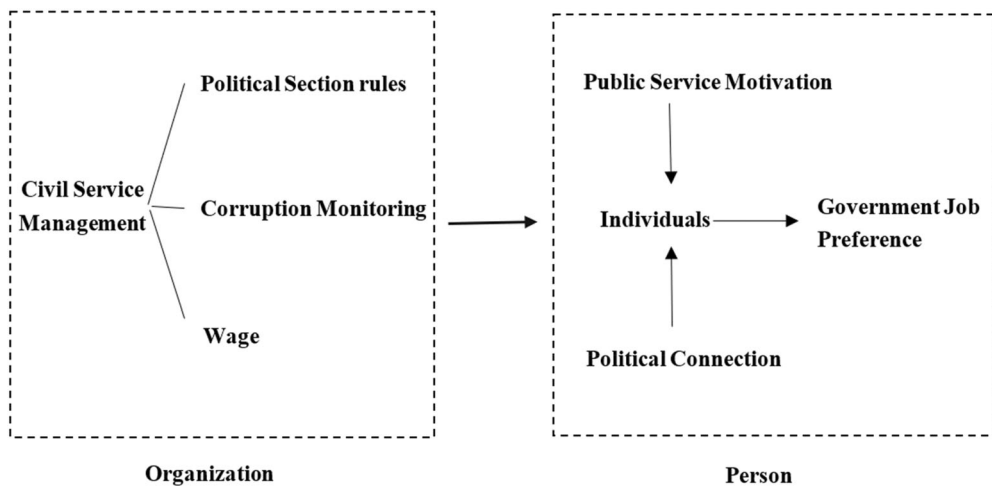 Political Section rules
Civil Service
Management
Corruption Monitoring
Wage
Organization
Public Service Motivation
Individuals
Government Job
Preference
Political Connection
Person